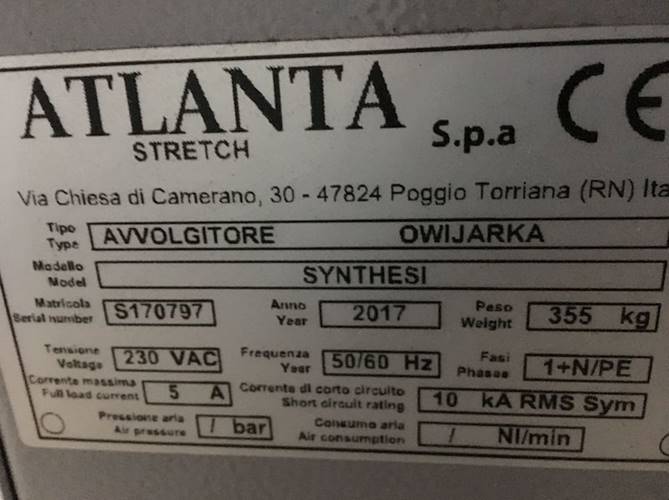 ATLANTA
STRETCH
S.p.a
CE
Via Chiesa di Camerano, 30 - 47824 Poggio Torriana (RN) Ita
Tipo
Type
AVVOLGITORE OWIJARKA
Modello
Model
SYNTHESI
Matricola
Serial number
S170797
Anno
Year
2017
Peso
Weight
355 kg
Tensione
Voltage
230 VAC
Frequenza
Year
50/60 Hz
Fasi
Phases
1+N/PE
Corrente massima
Full load current
5 A
Corrente di corto circuito
Short circuit rating
10 kA RMS Sym
Pressione aria
Air pressure
/ bar
Consumo aria
Air consumption
/ Nl/min